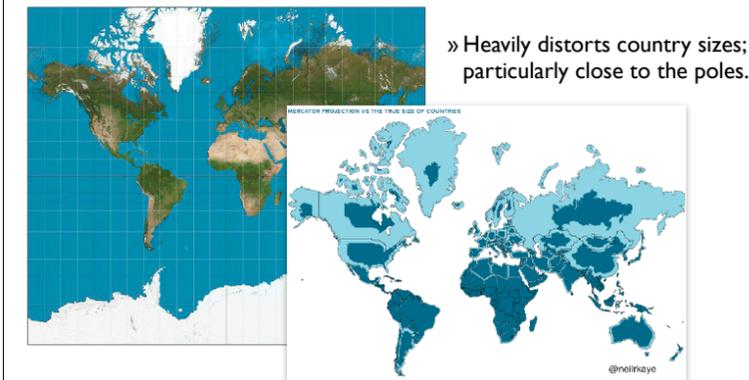 » Heavily distorts country sizes;
particularly close to the poles.
MERCATOR PROJECTION VS THE TRUE SIZE OF COUNTRIES
@neilrkaye